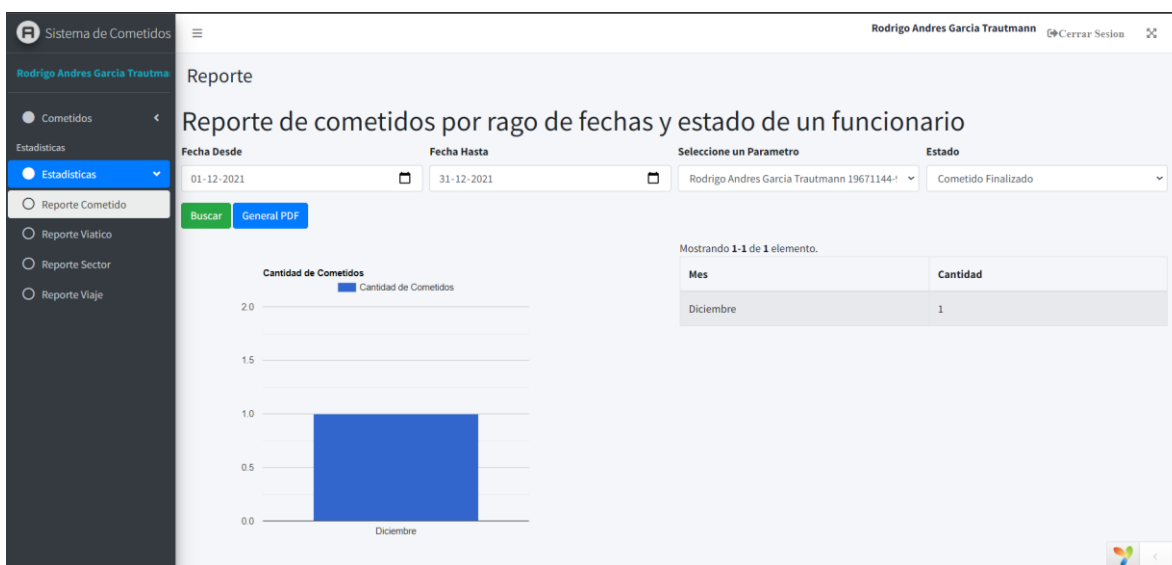 Sistema de Cometidos
Rodrigo Andres Garcia Trautmann
Cerrar Sesion
Rodrigo Andres Garcia Trautma
Reporte
Cometidos
Estadisticas
Estadisticas
Reporte Cometido
Reporte Viatico
Reporte Sector
Reporte Viaje
Reporte de cometidos por rago de fechas y estado de un funcionario
Fecha Desde
Fecha Hasta
Seleccione un Parametro
Estado
01-12-2021
31-12-2021
Rodrigo Andres Garcia Trautmann 19671144-
Cometido Finalizado
Buscar
General PDF
Mostrando 1-1 de 1 elemento.
Mes
Cantidad
Diciembre
1
Cantidad de Cometidos
Cantidad de Cometidos
2.0
1.5
1.0
0.5
0.0
Diciembre